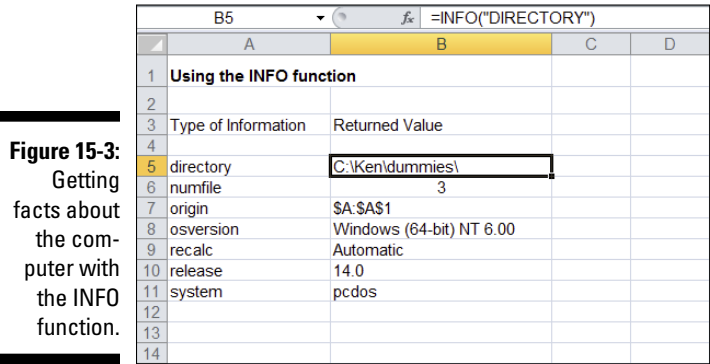 B5 fx =INFO("DIRECTORY")
A B C D
1 Using the INFO function
2
3 Type of Information Returned Value
4
5 directory C:\Ken\dummies\
6 numfile 3
7 origin $A:$A$1
8 osversion Windows (64-bit) NT 6.00
9 recalc Automatic
10 release 14.0
11 system pcdos
12
13
14
Figure 15-3:
Getting
facts about
the com-
puter with
the INFO
function.